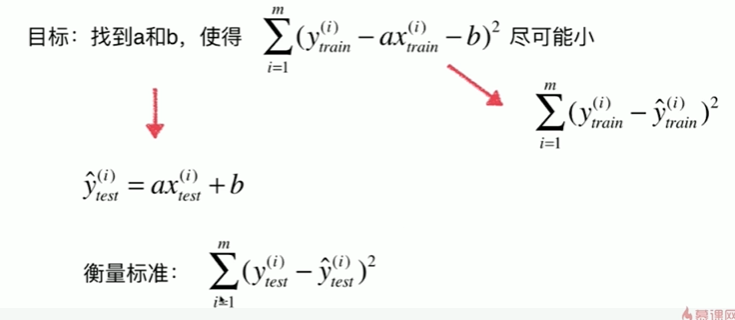 目标：找到a和b，使得 $\sum_{i=1}^{m}(y_{train}^{(i)} - ax_{train}^{(i)} - b)^2$ 尽可能小
$\sum_{i=1}^{m}(y_{train}^{(i)} - \hat{y}_{train}^{(i)})^2$
$\hat{y}_{test}^{(i)} = ax_{test}^{(i)} + b$
衡量标准： $\sum_{i=1}^{m}(y_{test}^{(i)} - \hat{y}_{test}^{(i)})^2$
慕课网